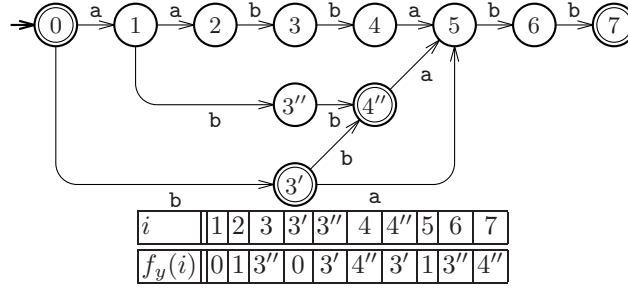 0 a 1 a 2 b 3 b 4 a 5 b 6 b 7
b 3′′ b 4′′ a
b 3′ b a
i 1 2 3 3′ 3′′ 4 4′′ 5 6 7
f_y(i) 0 1 3′′ 0 3′ 4′′ 3′ 1 3′′ 4′′